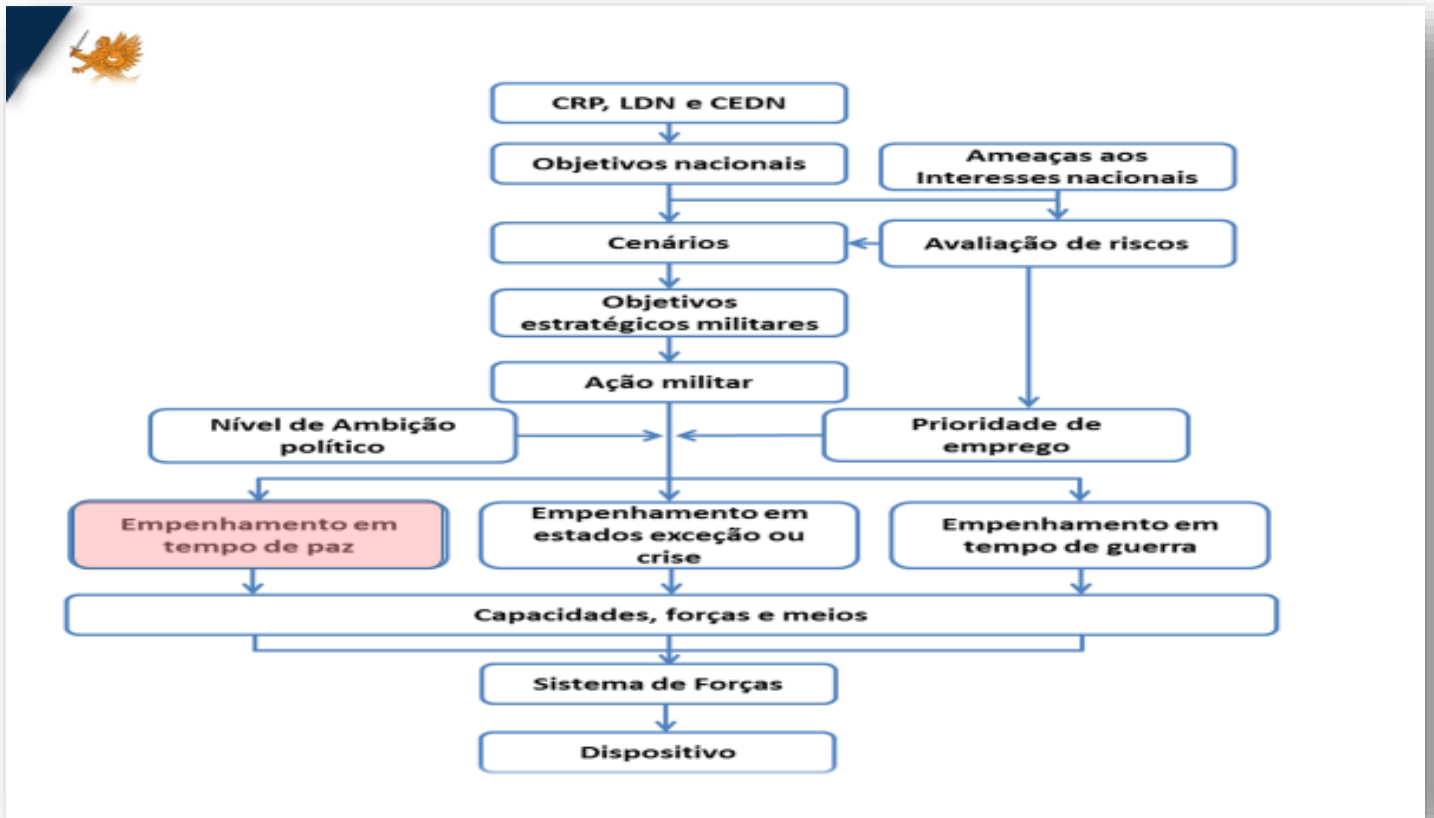 CRP, LDN e CEDN
Objetivos nacionais
Ameaças aos
Interesses nacionais
Cenários
Avaliação de riscos
Objetivos
estratégicos militares
Ação militar
Nível de Ambição
político
Prioridade de
emprego
Empenhamento em
tempo de paz
Empenhamento em
estados exceção ou
crise
Empenhamento em
tempo de guerra
Capacidades, forças e meios
Sistema de Forças
Dispositivo